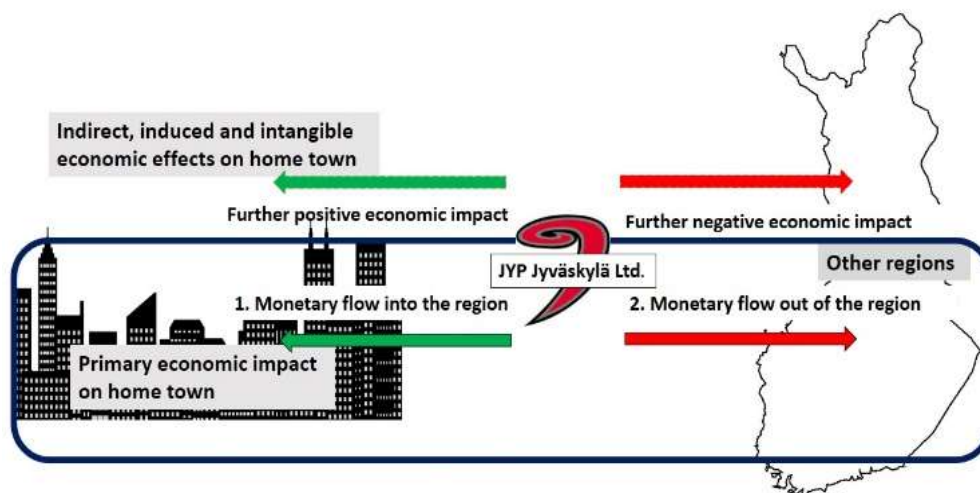 Indirect, induced and intangible
economic effects on home town
Further positive economic impact
Further negative economic impact
JYP Jyväskylä Ltd.
Other regions
1. Monetary flow into the region
2. Monetary flow out of the region
Primary economic impact
on home town